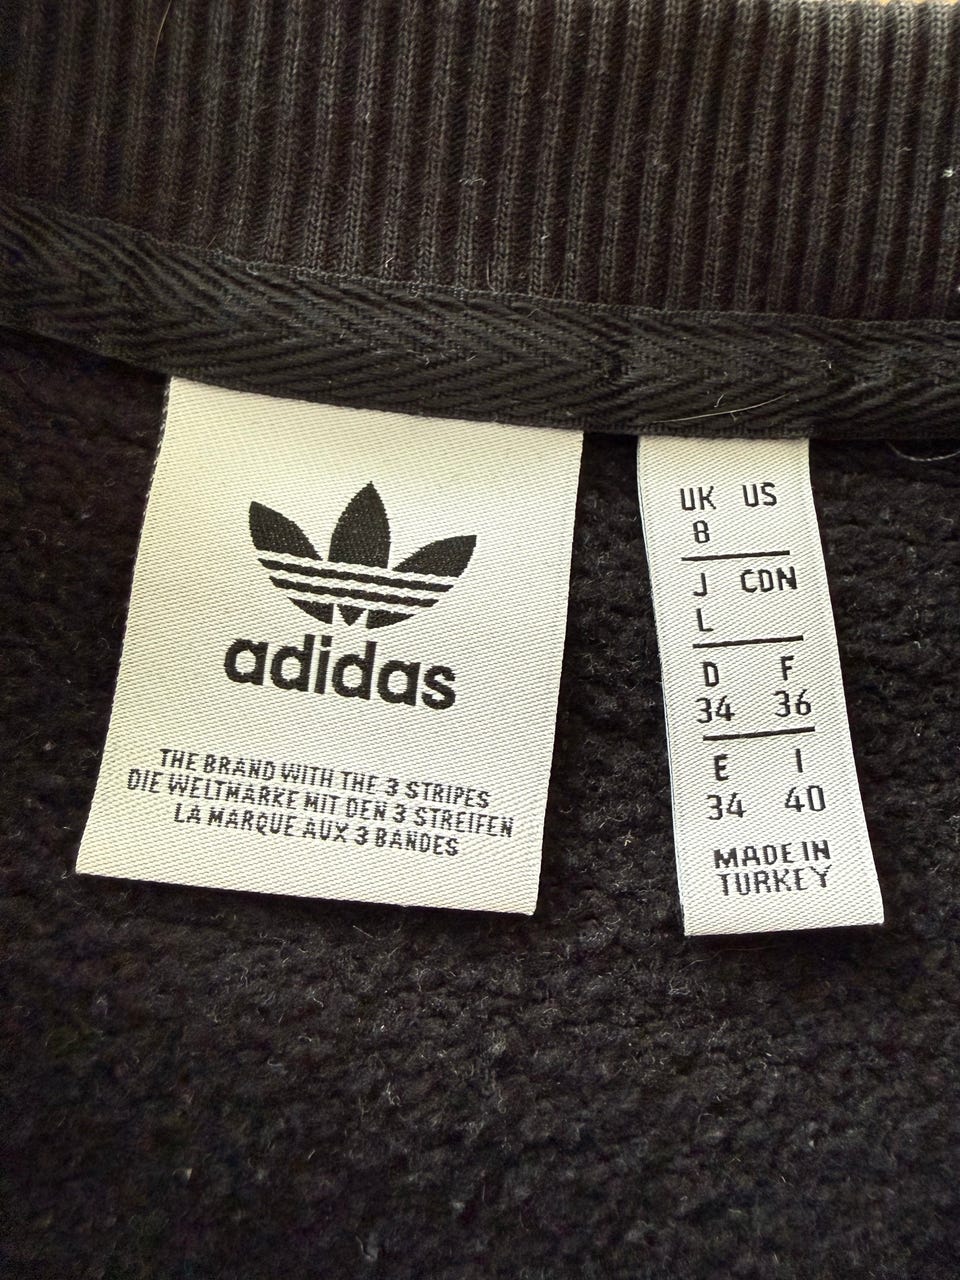 adidas
THE BRAND WITH THE 3 STRIPES
DIE WELTMARKE MIT DEN 3 STREIFEN
LA MARQUE AUX 3 BANDES
UK US
8
J CDN
L
D F
34 36
E I
34 40
MADE IN
TURKEY